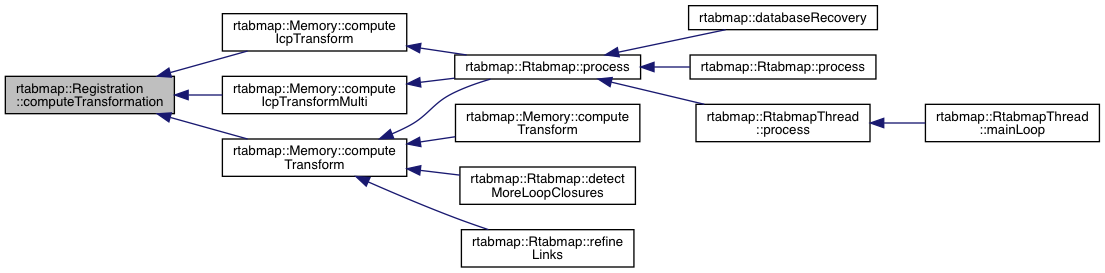 rtabmap::Registration
::computeTransformation
rtabmap::Memory::compute
IcpTransform
rtabmap::Memory::compute
IcpTransformMulti
rtabmap::Memory::compute
Transform
rtabmap::Rtabmap::process
rtabmap::Memory::compute
Transform
rtabmap::Rtabmap::detect
MoreLoopClosures
rtabmap::Rtabmap::refine
Links
rtabmap::databaseRecovery
rtabmap::Rtabmap::process
rtabmap::RtabmapThread
::process
rtabmap::RtabmapThread
::mainLoop